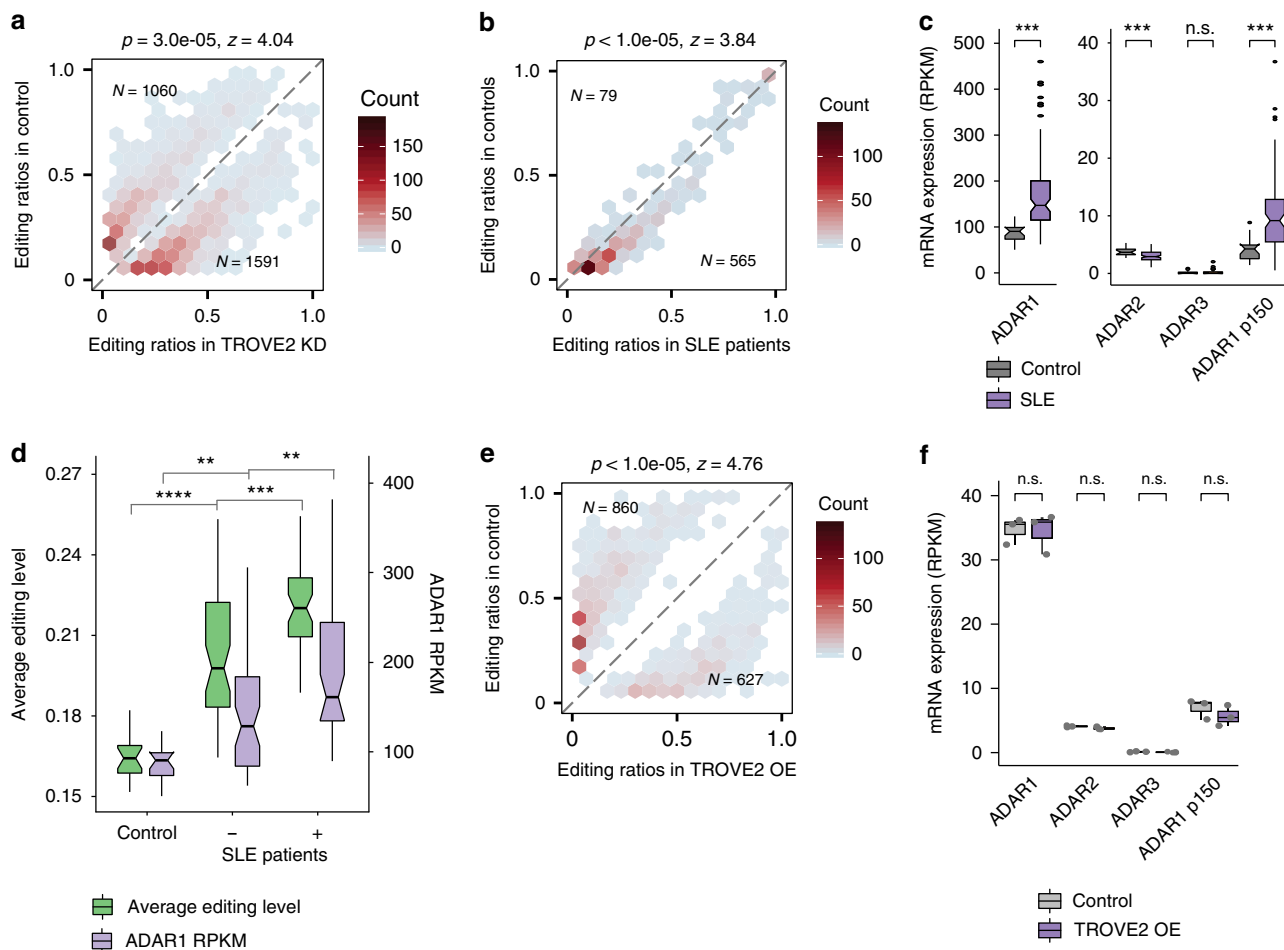 a
p = 3.0e-05, z = 4.04
Editing ratios in control
1.0
0.5
0
N = 1060
N = 1591
0
0.5
1.0
Editing ratios in TROVE2 KD
Count
150
100
50
0
b
p < 1.0e-05, z = 3.84
Editing ratios in controls
1.0
0.5
0
N = 79
N = 565
0
0.5
1.0
Editing ratios in SLE patients
Count
100
50
0
c
mRNA expression (RPKM)
500
400
300
200
100
0
***
ADAR1
40
30
20
10
0
***
n.s.
***
ADAR2
ADAR3
ADAR1 p150
Control
SLE
d
Average editing level
0.27
0.24
0.21
0.18
0.15
**
**
****
***
400
300
200
100
ADAR1 RPKM
Control
–
+
SLE patients
Average editing level
ADAR1 RPKM
e
p < 1.0e-05, z = 4.76
Editing ratios in control
1.0
0.5
0
N = 860
N = 627
0
0.5
1.0
Editing ratios in TROVE2 OE
Count
100
50
0
f
mRNA expression (RPKM)
40
30
20
10
0
n.s.
n.s.
n.s.
n.s.
ADAR1
ADAR2
ADAR3
ADAR1 p150
Control
TROVE2 OE